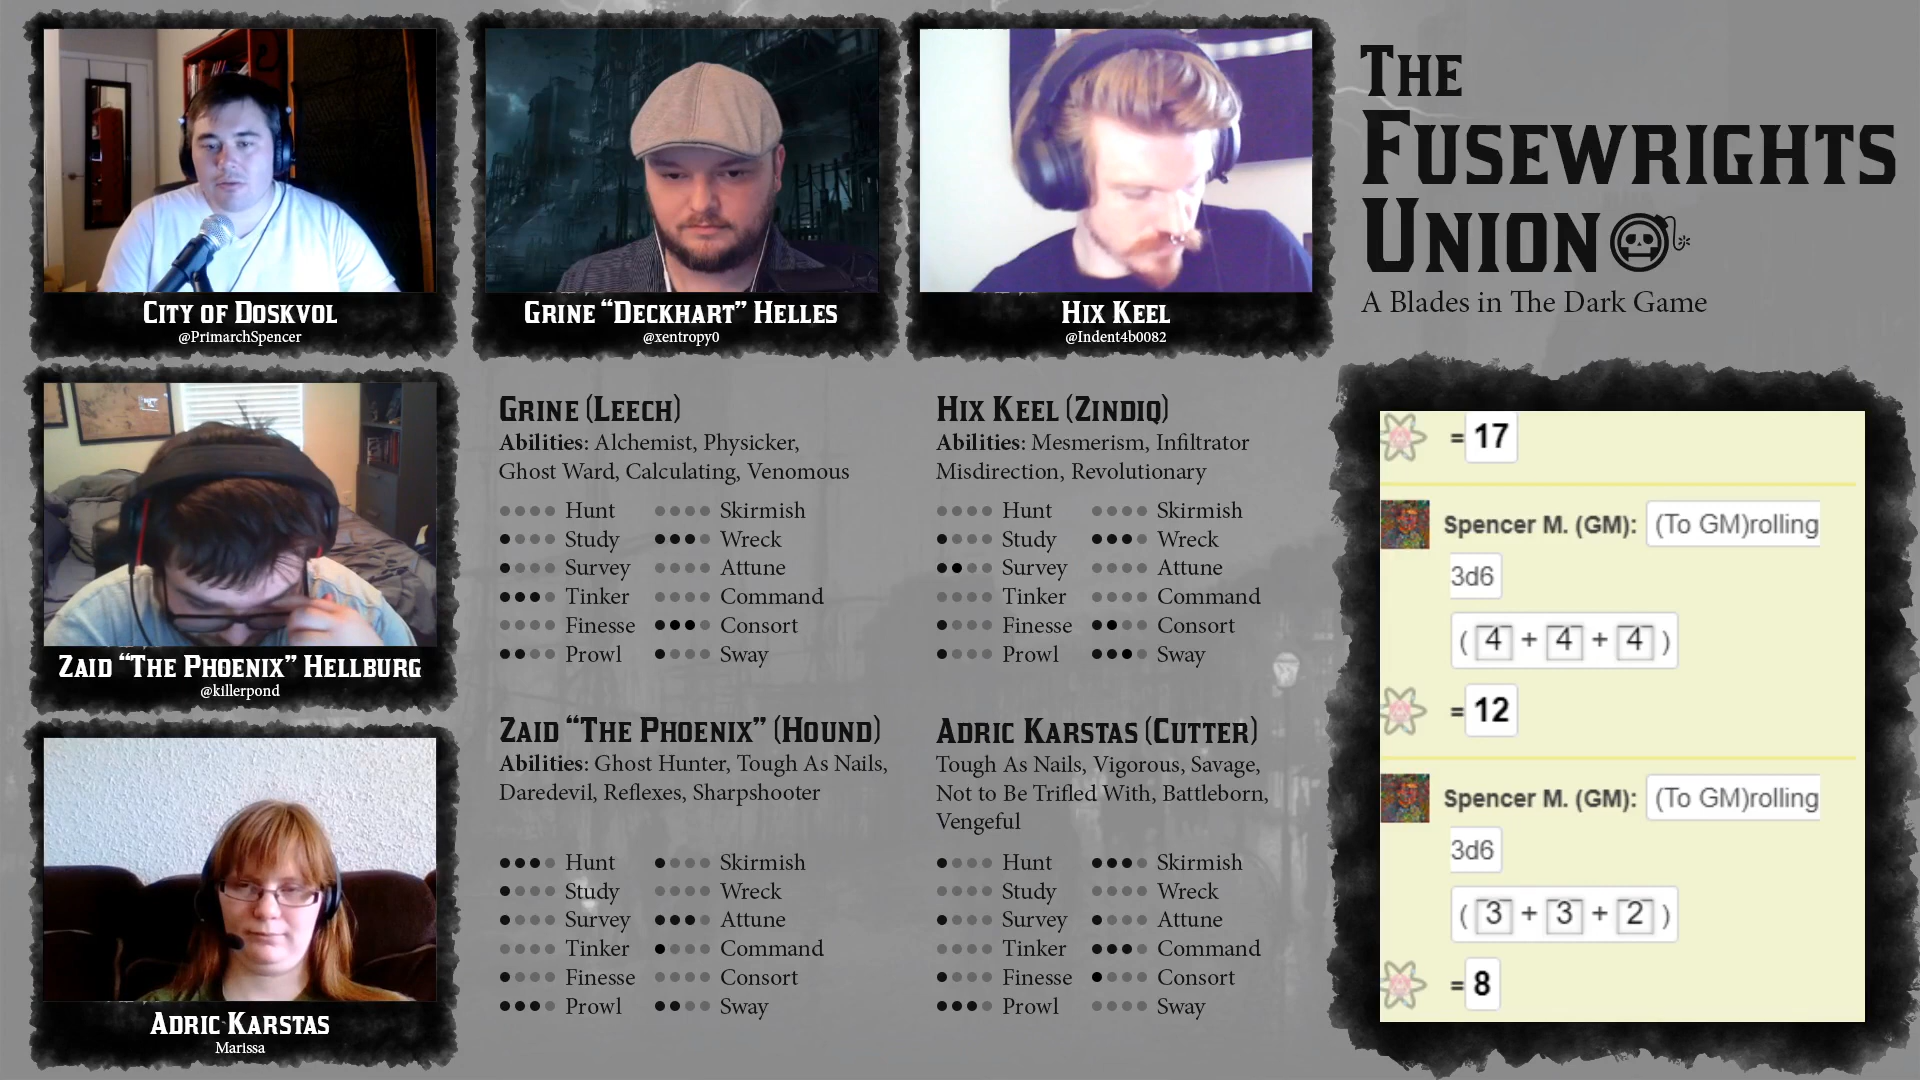 THE
FUSEWRIGHTS
UNION
A Blades in The Dark Game
CITY OF DOSKVOL
@PrimarchSpencer
GRINE “DECKHART” HELLES
@xentropy0
HIX KEEL
@Indent4b0082
ZAID “THE PHOENIX” HELLBURG
@killerpond
ADRIC KARSTAS
Marissa
GRINE (LEECH)
Abilities: Alchemist, Physicker,
Ghost Ward, Calculating, Venomous
Hunt Skirmish
Study Wreck
Survey Attune
Tinker Command
Finesse Consort
Prowl Sway
HIX KEEL (ZINDIQ)
Abilities: Mesmerism, Infiltrator
Misdirection, Revolutionary
Hunt Skirmish
Study Wreck
Survey Attune
Tinker Command
Finesse Consort
Prowl Sway
ZAID “THE PHOENIX” (HOUND)
Abilities: Ghost Hunter, Tough As Nails,
Daredevil, Reflexes, Sharpshooter
Hunt Skirmish
Study Wreck
Survey Attune
Tinker Command
Finesse Consort
Prowl Sway
ADRIC KARSTAS (CUTTER)
Tough As Nails, Vigorous, Savage,
Not to Be Trifled With, Battleborn,
Vengeful
Hunt Skirmish
Study Wreck
Survey Attune
Tinker Command
Finesse Consort
Prowl Sway
= 17
Spencer M. (GM): (To GM)rolling
3d6
( 4 + 4 + 4 )
= 12
Spencer M. (GM): (To GM)rolling
3d6
( 3 + 3 + 2 )
= 8